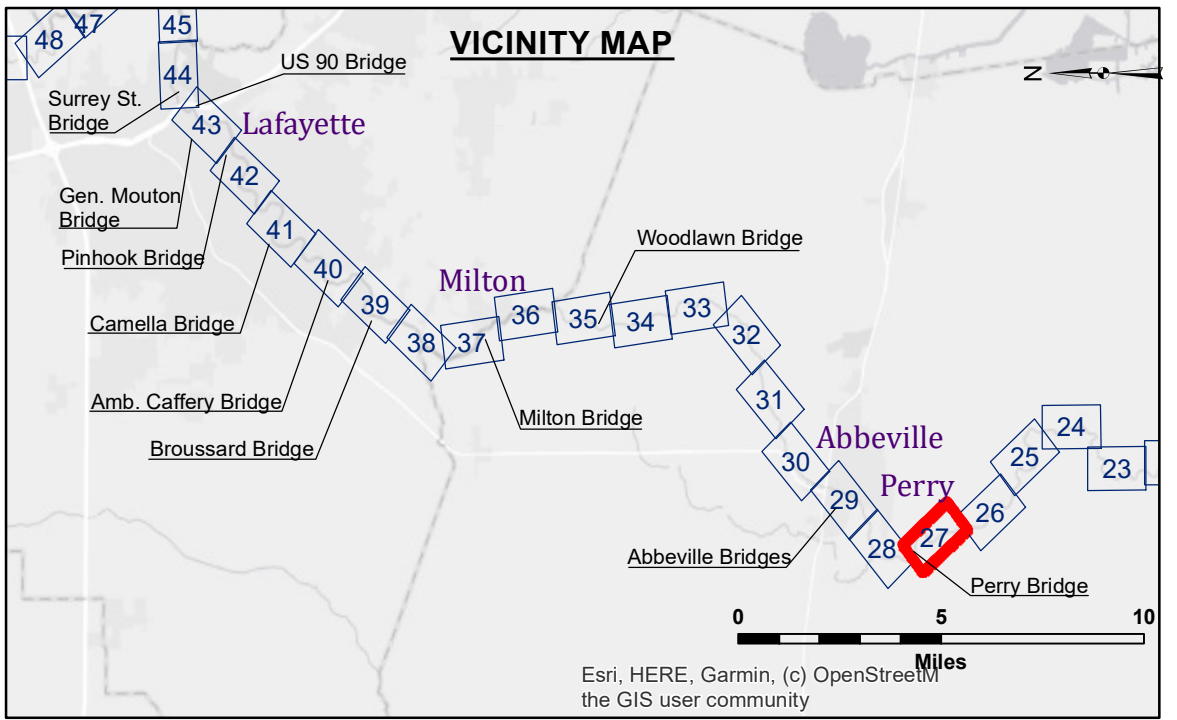 VICINITY MAP
48
47
45
44
US 90 Bridge
N
Surrey St.
Bridge
43
Lafayette
42
Gen. Mouton
Bridge
Pinhook Bridge
41
40
Woodlawn Bridge
Milton
39
36
35
34
33
32
Camella Bridge
38
37
Amb. Caffery Bridge
Milton Bridge
Broussard Bridge
31
24
Abbeville
30
25
23
Perry
29
26
28
27
Abbeville Bridges
Perry Bridge
0
5
10
Miles
Esri, HERE, Garmin, (c) OpenStreetM
the GIS user community